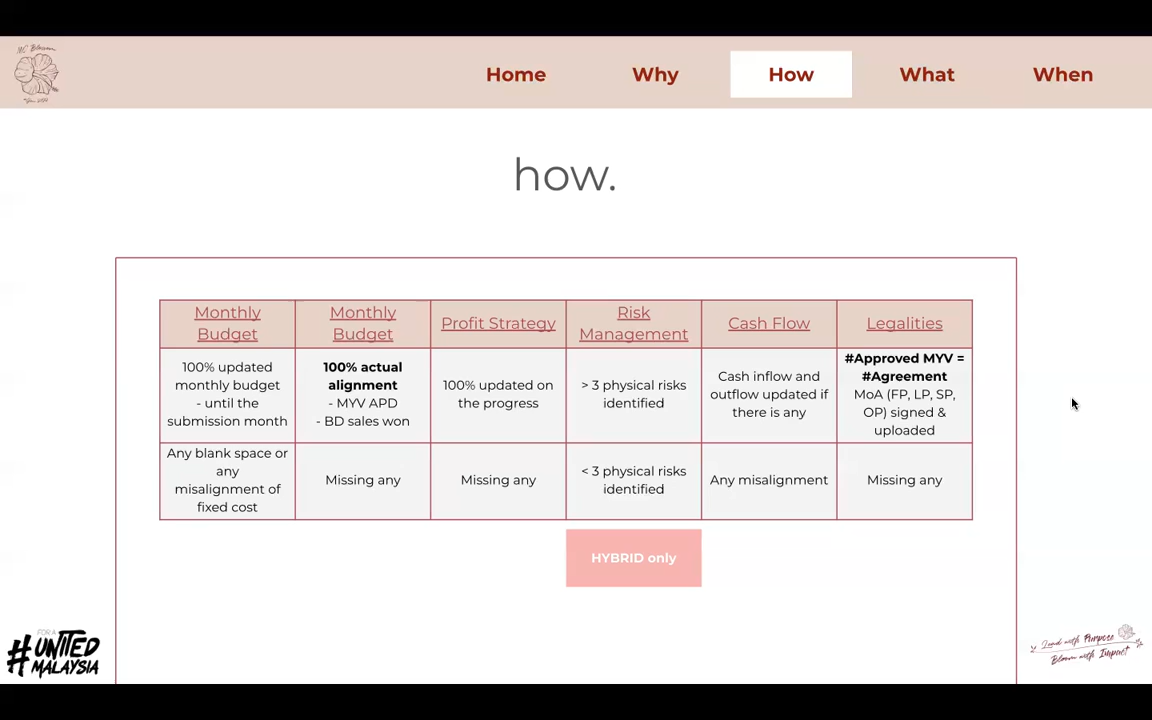 MC Bloom
Home Why How What When
how.
Monthly
Budget
Monthly
Budget
Profit Strategy
Risk
Management
Cash Flow
Legalities
100% updated
monthly budget
- until the
submission month
100% actual
alignment
- MYV APD
- BD sales won
100% updated on
the progress
> 3 physical risks
identified
Cash inflow and
outflow updated if
there is any
#Approved MYV =
#Agreement
MoA (FP, LP, SP,
OP) signed &
uploaded
Any blank space or
any
misalignment of
fixed cost
Missing any
Missing any
< 3 physical risks
identified
Any misalignment
Missing any
HYBRID only
FOR A
#UNITED
MALAYSIA
Lead with Purpose
Bloom with Impact